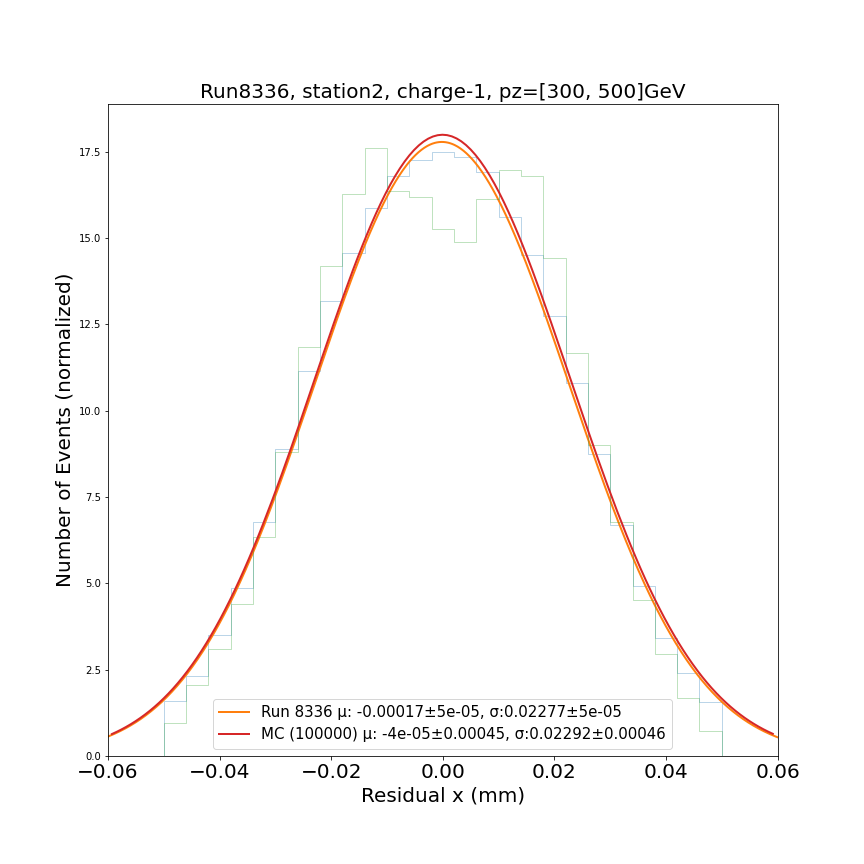 Run8336, station2, charge-1, pz=[300, 500]GeV
Number of Events (normalized)
17.5
15.0
12.5
10.0
7.5
5.0
2.5
0.0
Run 8336 μ: -0.00017±5e-05, σ:0.02277±5e-05
MC (100000) μ: -4e-05±0.00045, σ:0.02292±0.00046
−0.06 −0.04 −0.02 0.00 0.02 0.04 0.06
Residual x (mm)